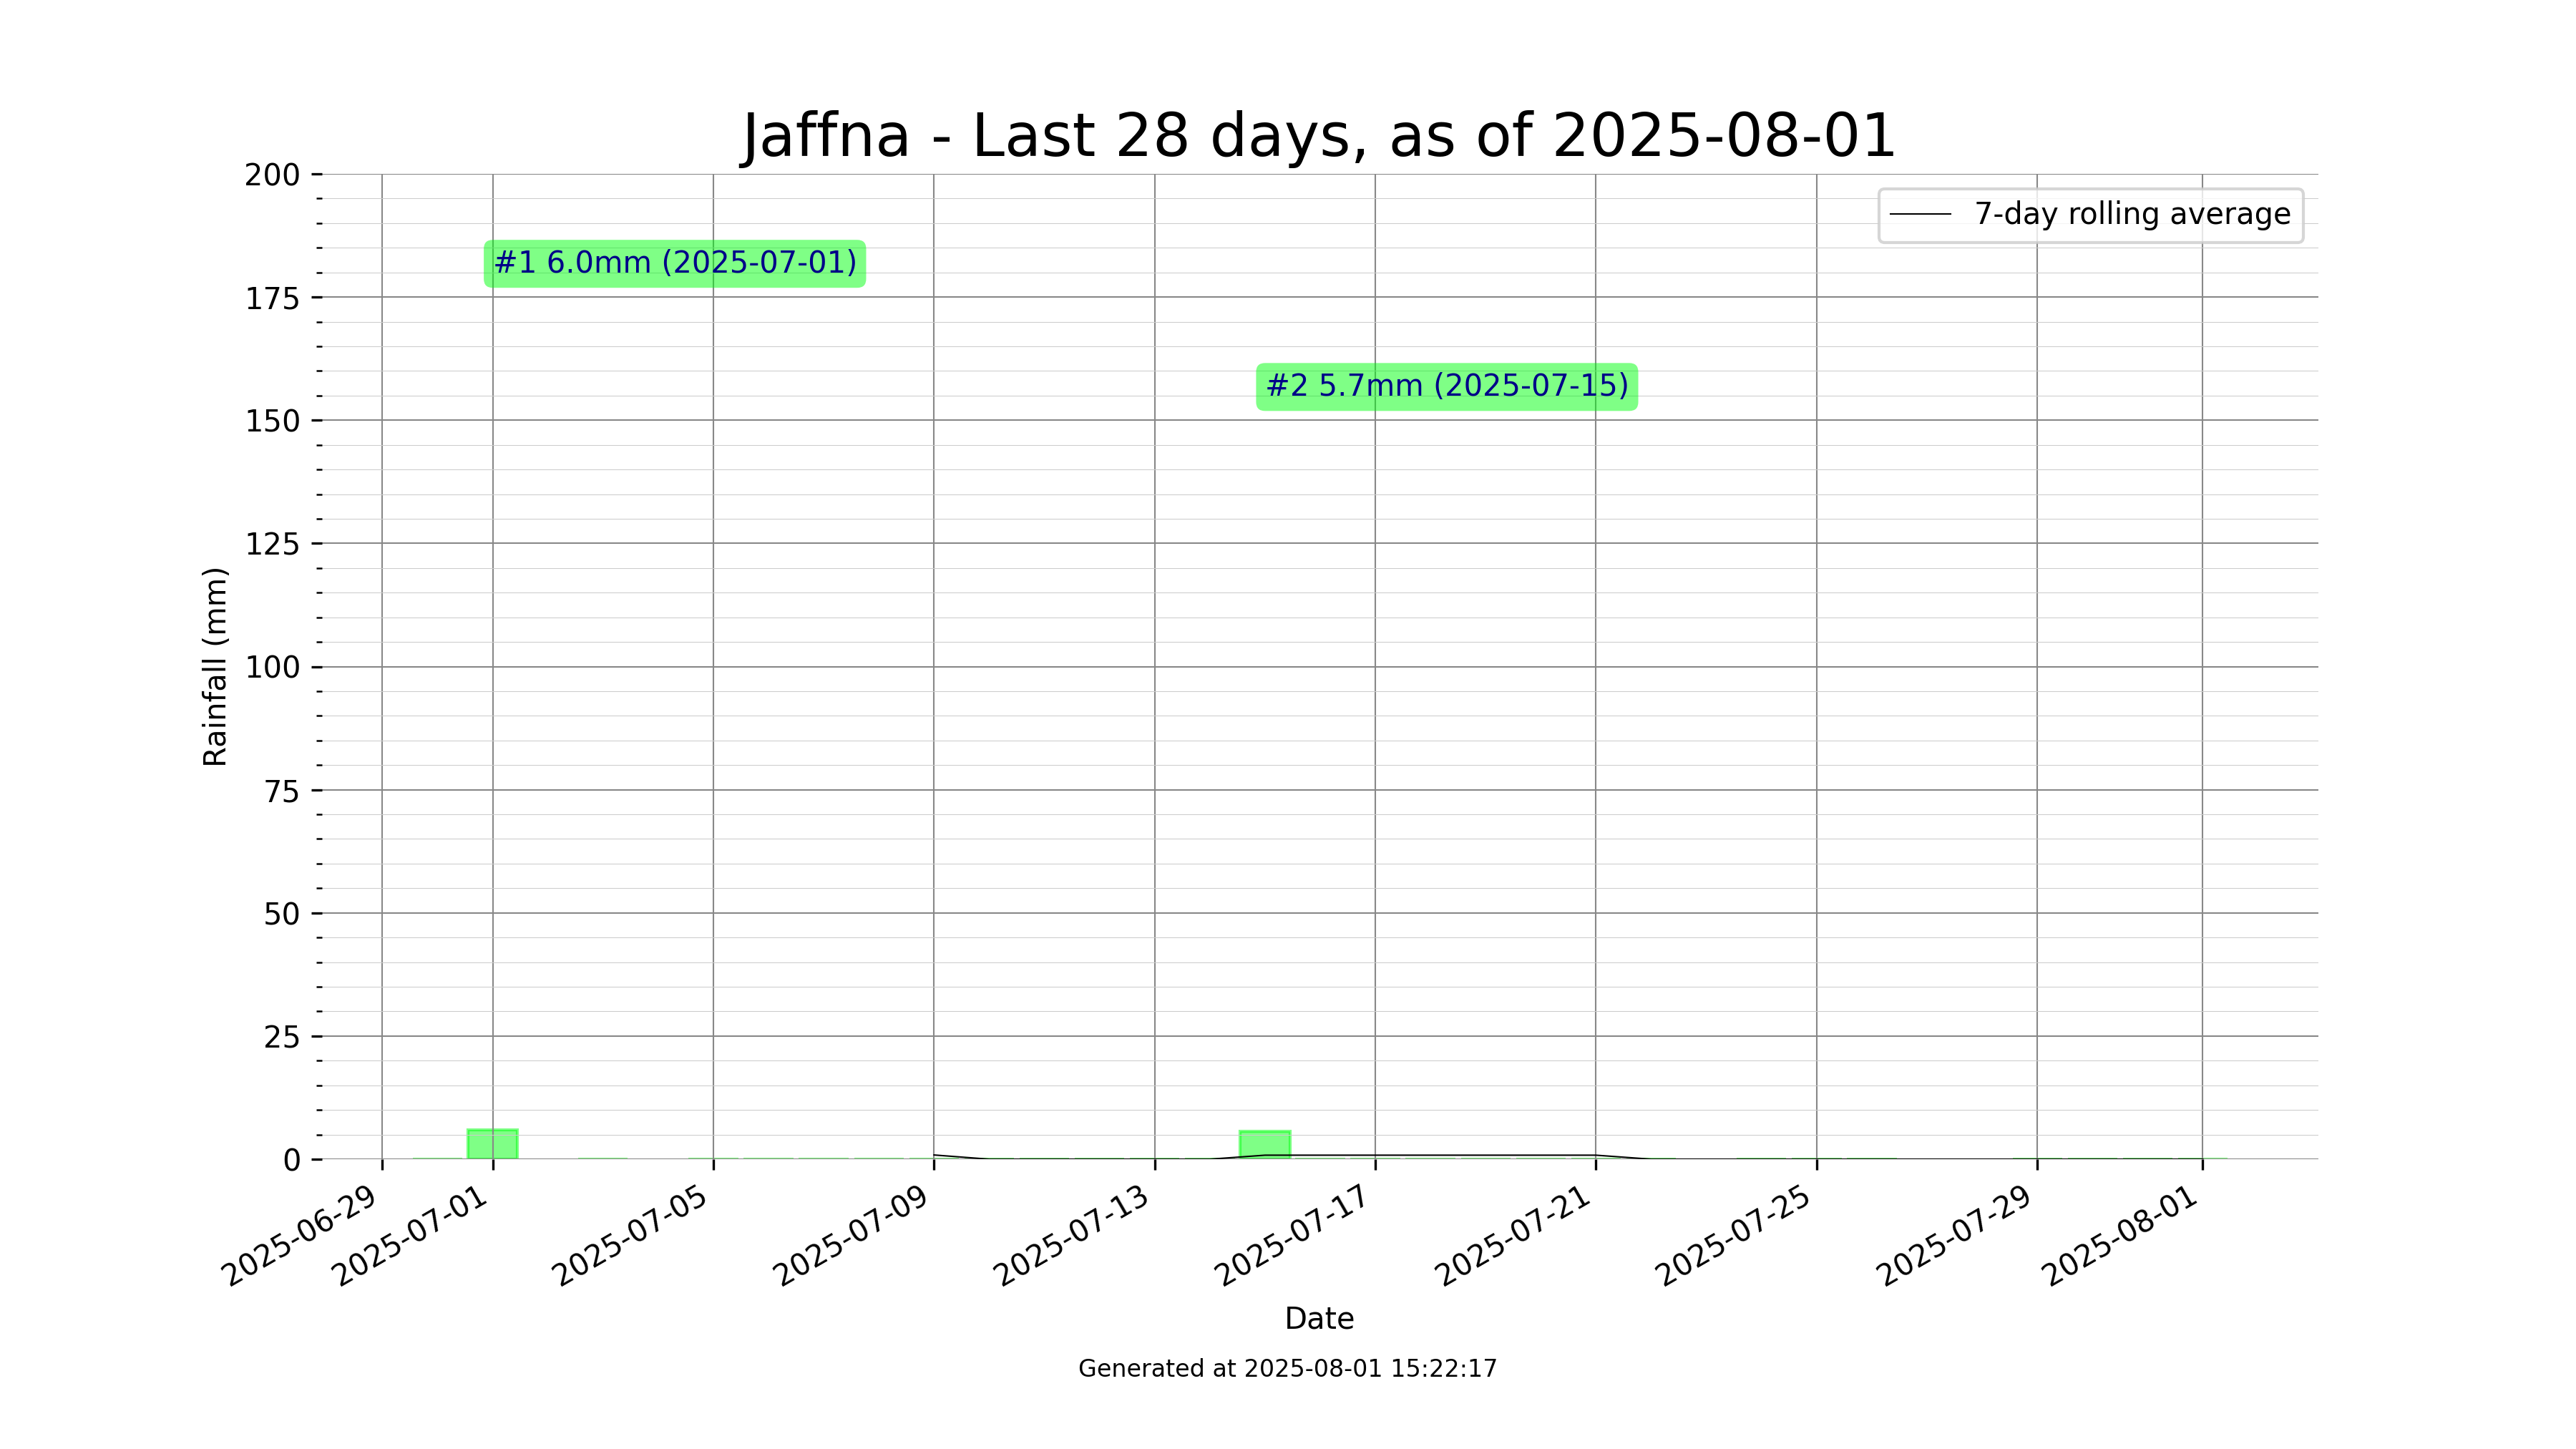 Jaffna - Last 28 days, as of 2025-08-01
7-day rolling average
#1 6.0mm (2025-07-01)
#2 5.7mm (2025-07-15)
Rainfall (mm)
200
175
150
125
100
75
50
25
0
2025-06-29
2025-07-01
2025-07-05
2025-07-09
2025-07-13
2025-07-17
2025-07-21
2025-07-25
2025-07-29
2025-08-01
Date
Generated at 2025-08-01 15:22:17